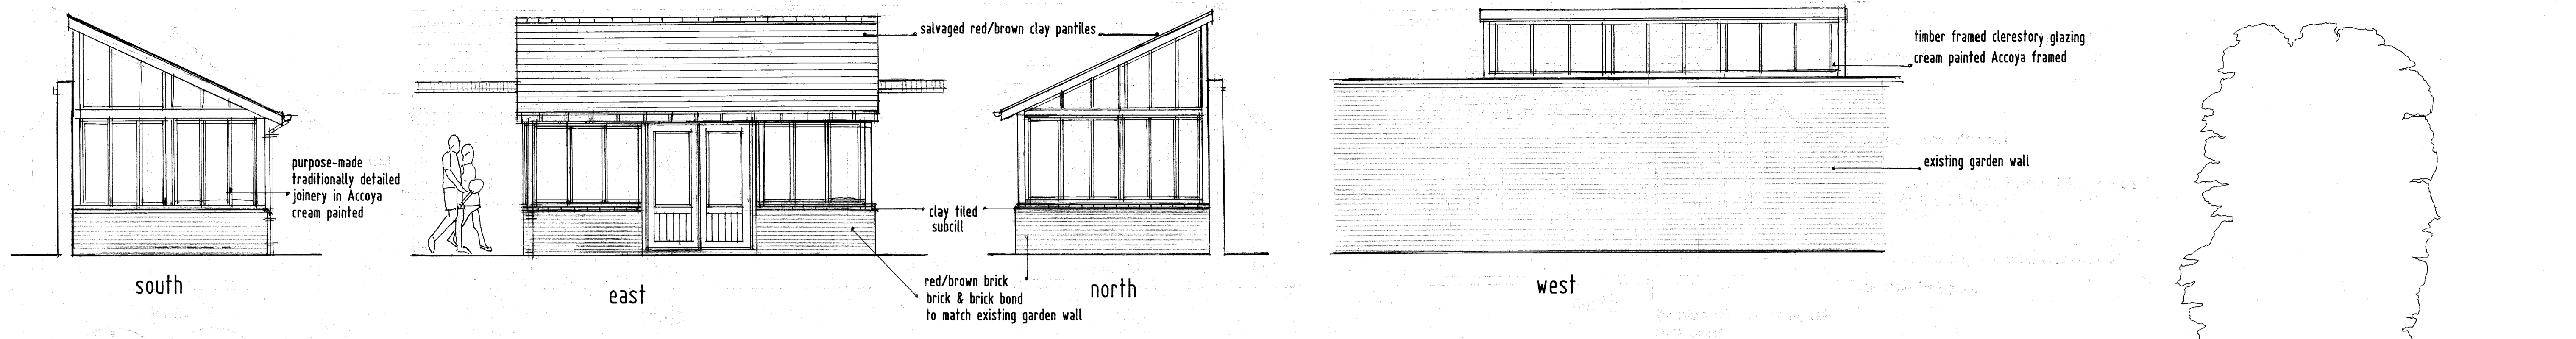 salvaged red/brown clay pantiles
timber framed clerestory glazing
cream painted Accoya framed
purpose-made
traditionally detailed
joinery in Accoya
cream painted
existing garden wall
clay tiled
subcill
red/brown brick
brick & brick bond
to match existing garden wall
south
east
north
west